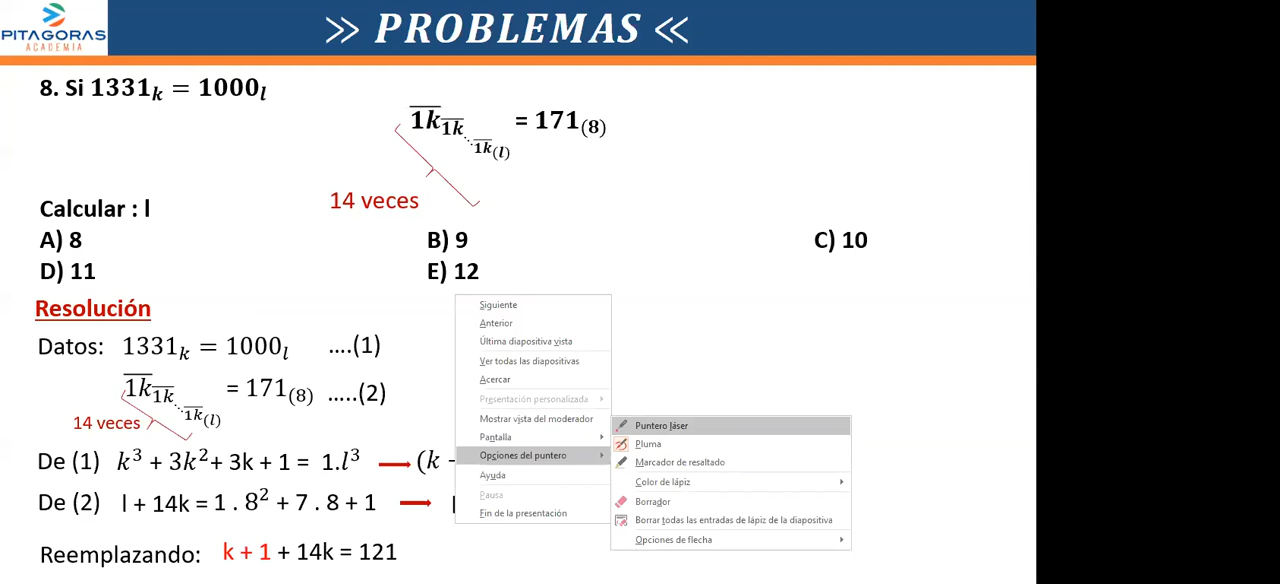 PITAGORAS
ACADEMIA
>> PROBLEMAS <<
8. Si 1331ₖ = 1000ₗ
1k 1k ⋱ 1k(l) = 171(8)
14 veces
Calcular : l
A) 8 B) 9 C) 10
D) 11 E) 12
Resolución
Datos: 1331ₖ = 1000ₗ ....(1)
1k 1k ⋱ 1k(l) = 171(8) .....(2)
14 veces
De (1) k³ + 3k² + 3k + 1 = 1.l³ → (k -
De (2) l + 14k = 1 . 8² + 7 . 8 + 1 →
Reemplazando: k + 1 + 14k = 121
Siguiente
Anterior
Última diapositiva vista
Ver todas las diapositivas
Acercar
Presentación personalizada
Mostrar vista del moderador
Pantalla
Opciones del puntero
Ayuda
Pausa
Fin de la presentación
Puntero láser
Pluma
Marcador de resaltado
Color de lápiz
Borrador
Borrar todas las entradas de lápiz de la diapositiva
Opciones de flecha